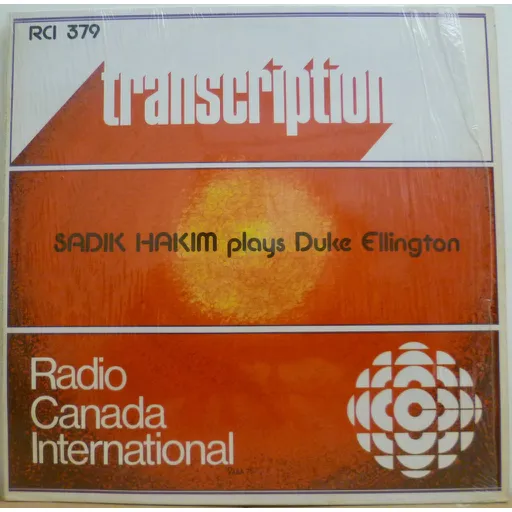 RCI 379
transcription
SADIK HAKIM plays Duke Ellington
Radio
Canada
International